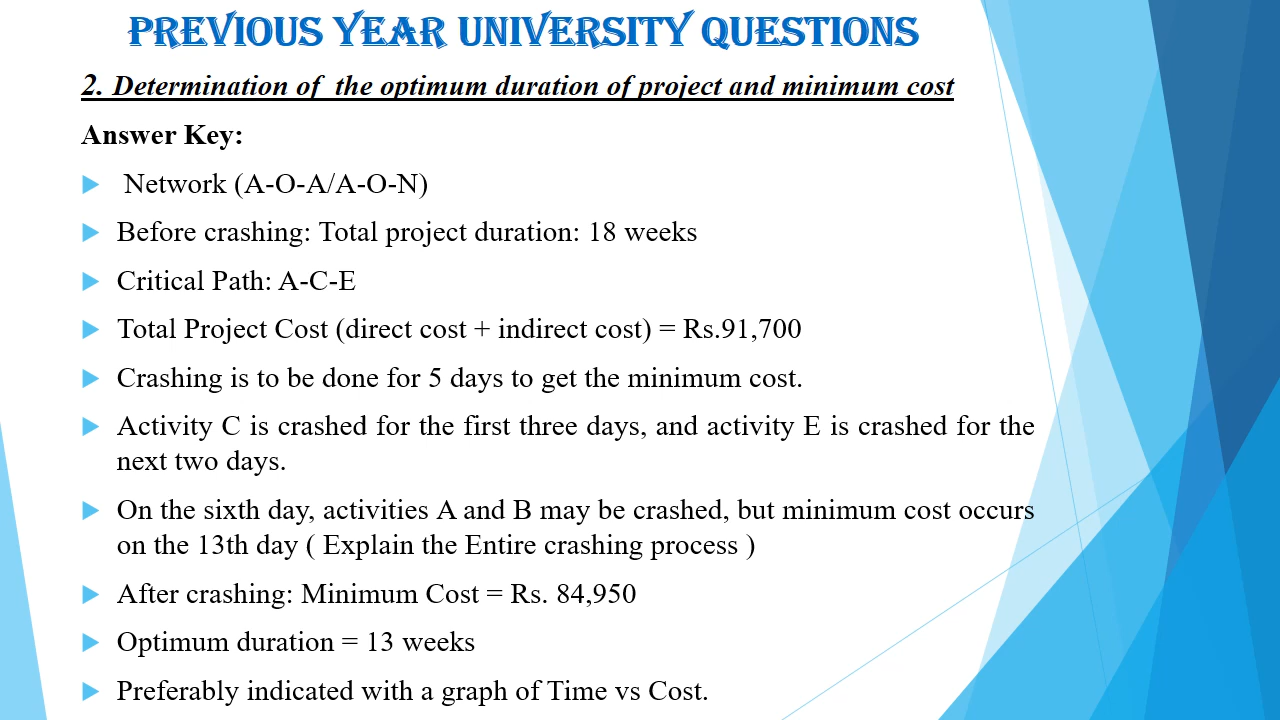 PREVIOUS YEAR UNIVERSITY QUESTIONS
2. Determination of the optimum duration of project and minimum cost
Answer Key:
Network (A-O-A/A-O-N)
Before crashing: Total project duration: 18 weeks
Critical Path: A-C-E
Total Project Cost (direct cost + indirect cost) = Rs.91,700
Crashing is to be done for 5 days to get the minimum cost.
Activity C is crashed for the first three days, and activity E is crashed for the
next two days.
On the sixth day, activities A and B may be crashed, but minimum cost occurs
on the 13th day ( Explain the Entire crashing process )
After crashing: Minimum Cost = Rs. 84,950
Optimum duration = 13 weeks
Preferably indicated with a graph of Time vs Cost.